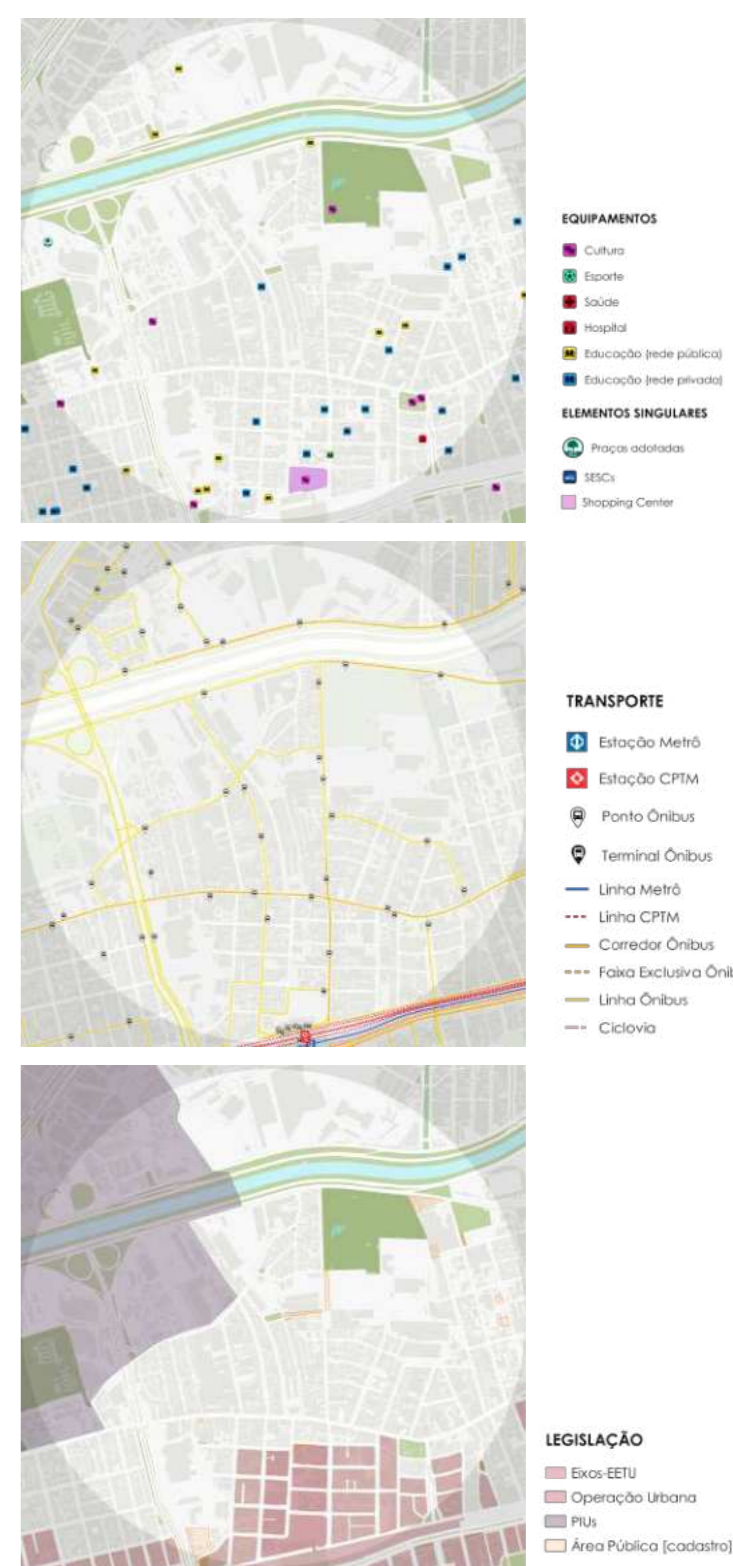 EQUIPAMENTOS
Cultura
Esporte
Saúde
Hospital
Educação (rede pública)
Educação (rede privada)
ELEMENTOS SINGULARES
Praças adotadas
SESCs
Shopping Center
TRANSPORTE
Estação Metrô
Estação CPTM
Ponto Ônibus
Terminal Ônibus
Linha Metrô
Linha CPTM
Corredor Ônibus
Faixa Exclusiva Ônib
Linha Ônibus
Ciclovia
LEGISLAÇÃO
Eixos-EETU
Operação Urbana
PIUs
Área Pública [cadastro]